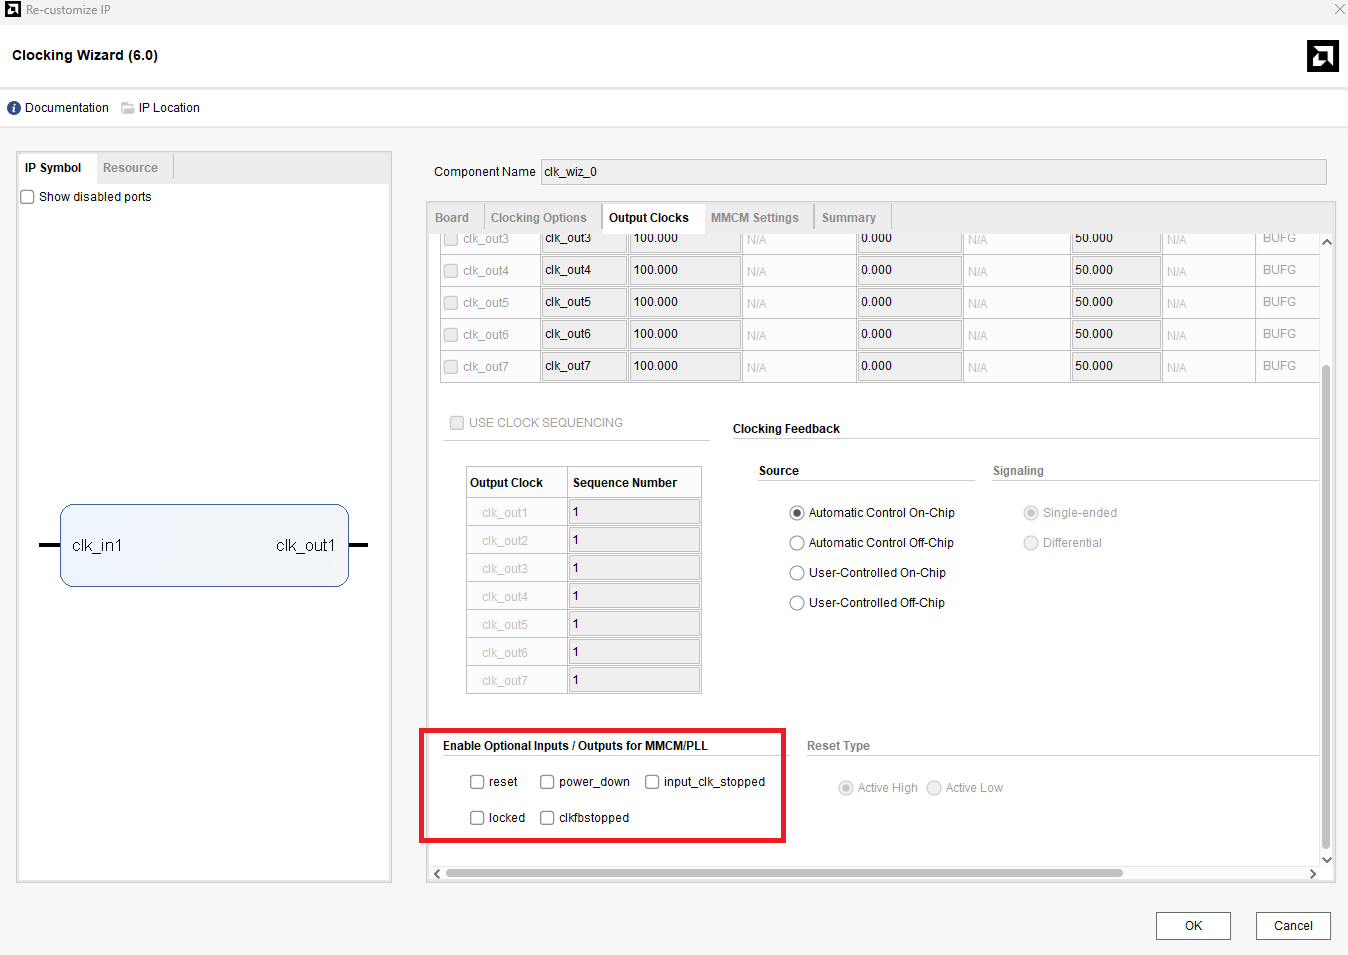 Re-customize IP
Clocking Wizard (6.0)
Documentation IP Location
IP Symbol Resource
Show disabled ports
clk_in1 clk_out1
Component Name clk_wiz_0
Board Clocking Options Output Clocks MMCM Settings Summary
clk_out3 clk_out3 100.000 N/A 0.000 N/A 50.000 N/A BUFG
clk_out4 clk_out4 100.000 N/A 0.000 N/A 50.000 N/A BUFG
clk_out5 clk_out5 100.000 N/A 0.000 N/A 50.000 N/A BUFG
clk_out6 clk_out6 100.000 N/A 0.000 N/A 50.000 N/A BUFG
clk_out7 clk_out7 100.000 N/A 0.000 N/A 50.000 N/A BUFG
USE CLOCK SEQUENCING
Output Clock Sequence Number
clk_out1 1
clk_out2 1
clk_out3 1
clk_out4 1
clk_out5 1
clk_out6 1
clk_out7 1
Clocking Feedback
Source Signaling
Automatic Control On-Chip Single-ended
Automatic Control Off-Chip Differential
User-Controlled On-Chip
User-Controlled Off-Chip
Enable Optional Inputs / Outputs for MMCM/PLL
reset power_down input_clk_stopped
locked clkfbstopped
Reset Type
Active High Active Low
OK Cancel